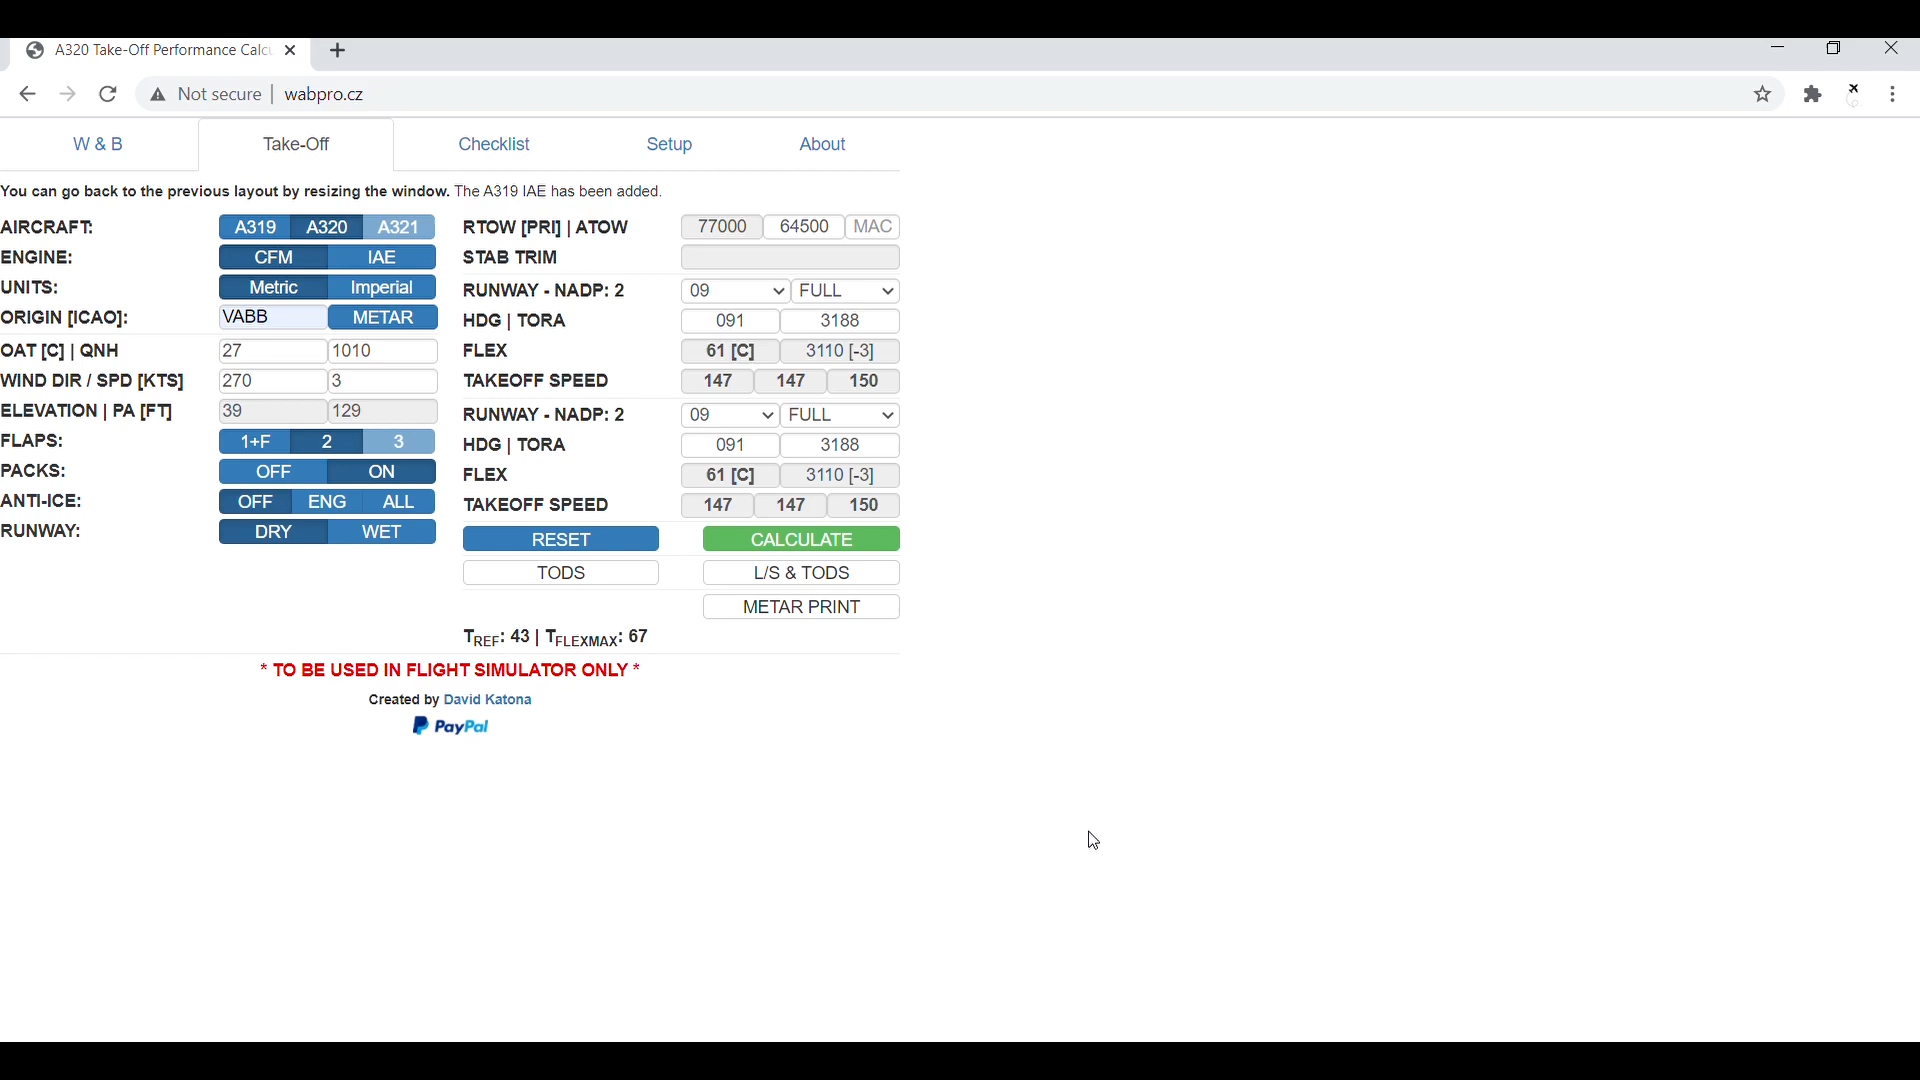 A320 Take-Off Performance Calcu
Not secure | wabpro.cz
W & B Take-Off Checklist Setup About
You can go back to the previous layout by resizing the window. The A319 IAE has been added.
AIRCRAFT: A319 A320 A321
ENGINE: CFM IAE
UNITS: Metric Imperial
ORIGIN [ICAO]: VABB METAR
OAT [C] | QNH 27 1010
WIND DIR / SPD [KTS] 270 3
ELEVATION | PA [FT] 39 129
FLAPS: 1+F 2 3
PACKS: OFF ON
ANTI-ICE: OFF ENG ALL
RUNWAY: DRY WET
RTOW [PRI] | ATOW 77000 64500 MAC
STAB TRIM
RUNWAY - NADP: 2 09 FULL
HDG | TORA 091 3188
FLEX 61 [C] 3110 [-3]
TAKEOFF SPEED 147 147 150
RUNWAY - NADP: 2 09 FULL
HDG | TORA 091 3188
FLEX 61 [C] 3110 [-3]
TAKEOFF SPEED 147 147 150
RESET CALCULATE
TODS L/S & TODS
METAR PRINT
TREF: 43 | TFLEXMAX: 67
* TO BE USED IN FLIGHT SIMULATOR ONLY *
Created by David Katona
PayPal